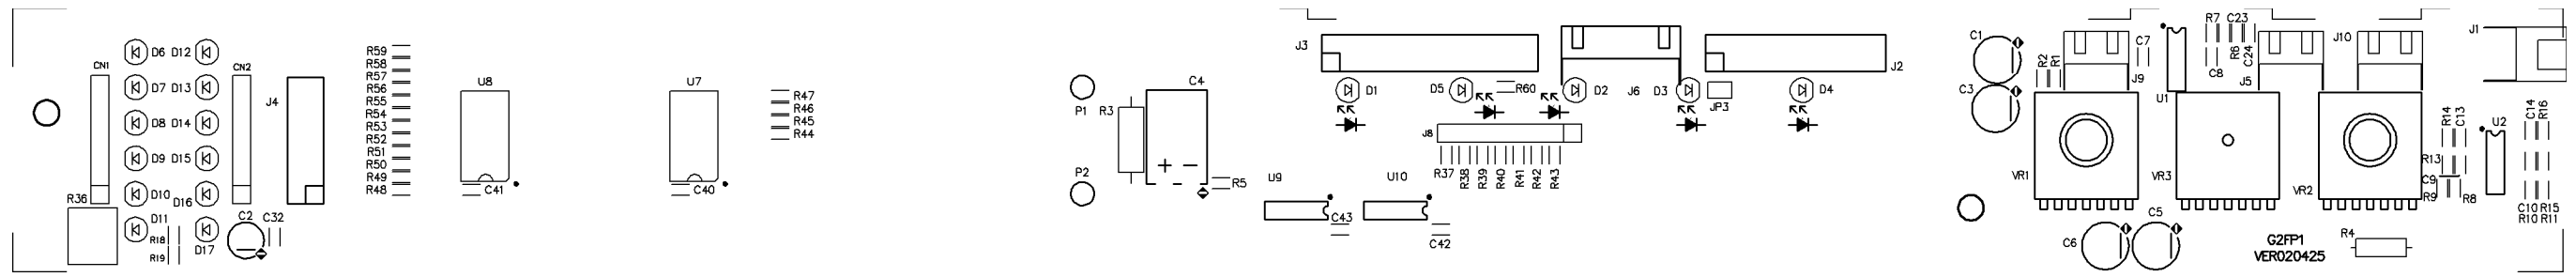 D6 D12
CN1
D7 D13
CN2
J4
D8 D14
D9 D15
D10
D16
R36
D11
R18
R19
D17
C2
C32
R59
R58
R57
R56
R55
R54
R53
R52
R51
R50
R49
R48
U8
C41
U7
C40
R47
R46
R45
R44
P1
P2
R3
C4
+ −
R5
J3
D1
D5
R60
D2
J6
D3
JP3
D4
J2
J8
R37
R38
R39
R40
R41
R42
R43
U9
C43
U10
C42
C1
C3
R2
R1
J9
C7
U1
R7 C23
R6
C24
C8
J5
J10
J1
VR1
VR3
VR2
R14
C13
R13
C9
R9
R8
U2
C14
R16
C10 R15
R10 R11
C6
C5
G2FP1
VER020425
R4